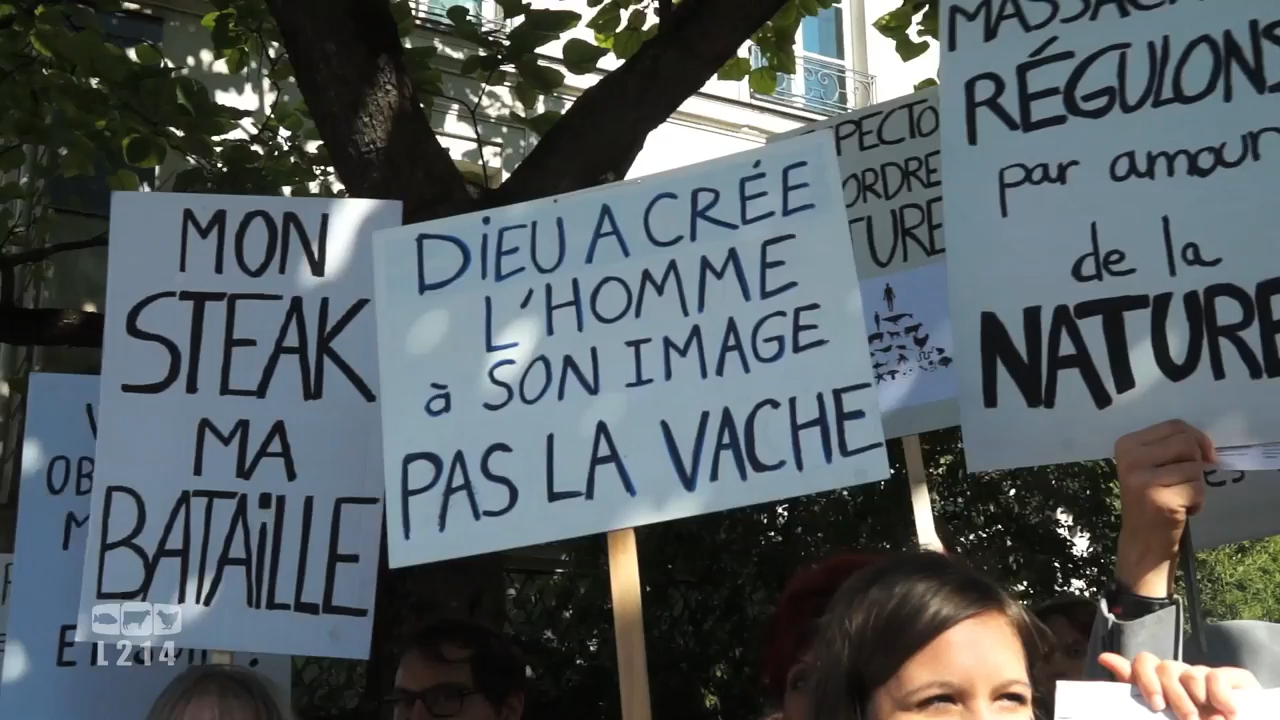 MON
STEAK
MA
BATAiLLE
DiEU A CRÉE
L'HOMME
à SON IMAGE
PAS LA VACHE
RÉGULONS
par amour
de la
NATURE
L214